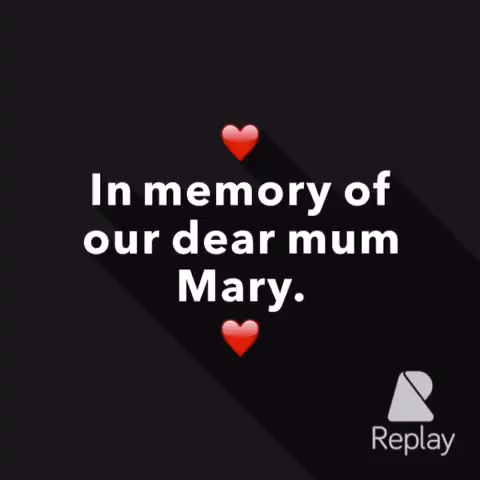 ❤️
In memory of
our dear mum
Mary.
❤️
Replay